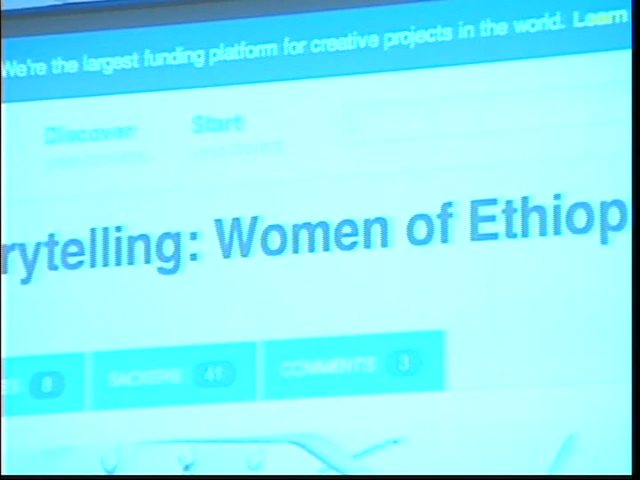 We're the largest funding platform for creative projects in the world. Learn
Discover Start
rytelling: Women of Ethiop
8 BACKERS 41 COMMENTS 3